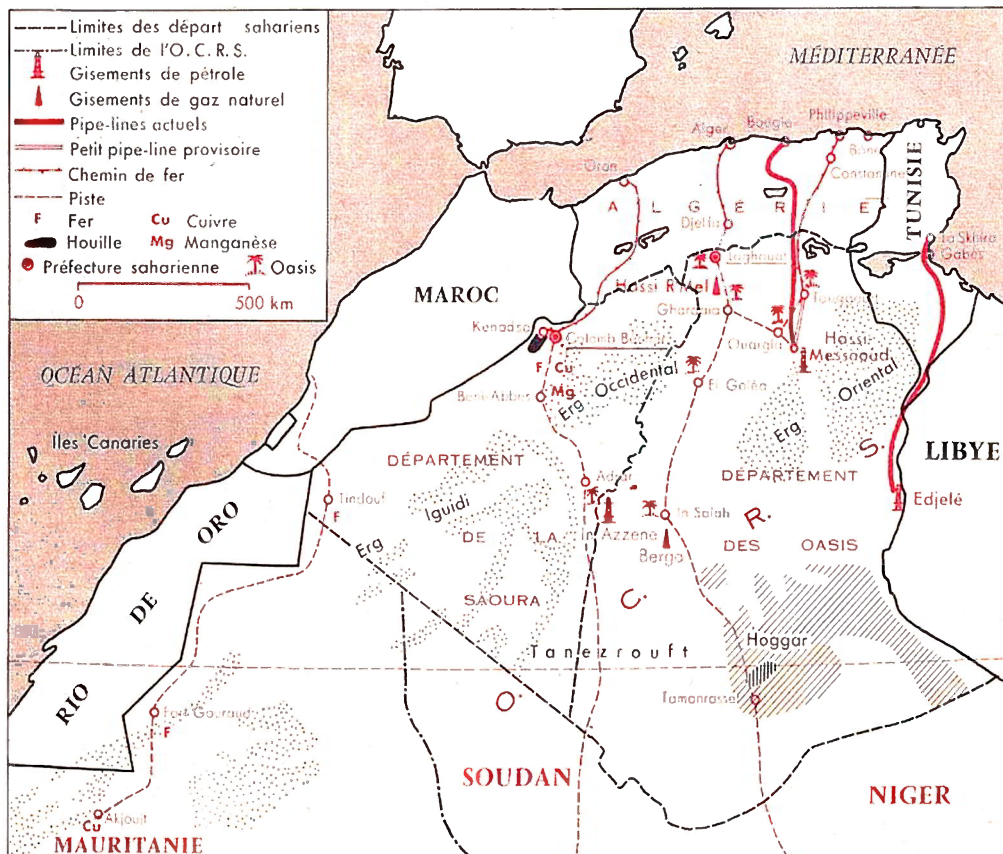 Limites des départ sahariens
Limites de l'O.C.R.S.
Gisements de pétrole
Gisements de gaz naturel
Pipe-lines actuels
Petit pipe-line provisoire
Chemin de fer
Piste
F Fer Cu Cuivre
Houille Mg Manganèse
Préfecture saharienne Oasis
0 500 km
MÉDITERRANÉE
Alger
Bougie
Philippeville
Bône
Constantine
Oran
ALGÉRIE
TUNISIE
Djelfa
La Skhira
Gabès
Laghouat
Hassi R'Mel
MAROC
Ghardaïa
Touggourt
Kenadsa
Colomb Béchar
Ouargla
Hassi-
Messaoud
OCÉAN ATLANTIQUE
F Cu
Mg
Erg Occidental
El Goléa
Erg Oriental
Beni-Abbès
Îles Canaries
LIBYE
DÉPARTEMENT
DE LA
SAOURA
Adrar
DÉPARTEMENT
DES OASIS
Erg Iguidi
Tindouf
F
In Azzene
In Salah
Berga
Edjelé
O. C. R. S.
RIO DE ORO
Hoggar
Tanezrouft
Tamanrasse
Fort Gouraud
F
SOUDAN
NIGER
Cu
Akjoujt
MAURITANIE